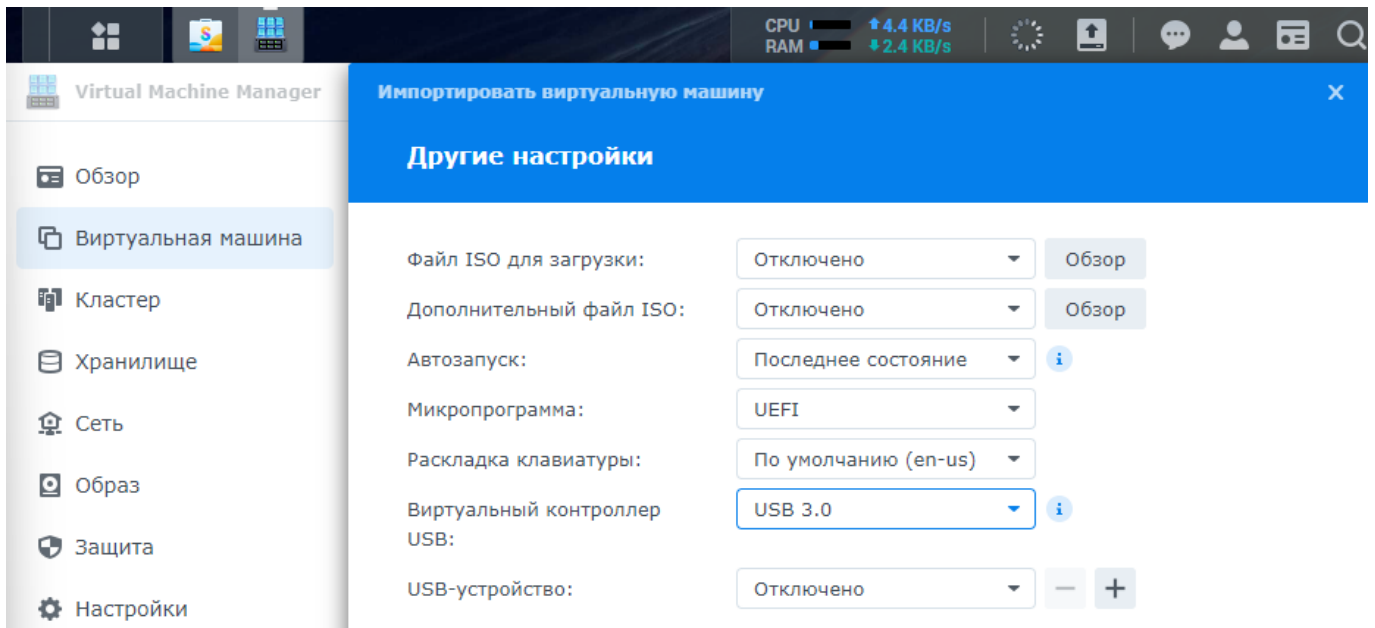 CPU ↑4.4 KB/s
RAM ↓2.4 KB/s
Virtual Machine Manager
Импортировать виртуальную машину
Другие настройки
Обзор
Виртуальная машина
Кластер
Хранилище
Сеть
Образ
Защита
Настройки
Файл ISO для загрузки: Отключено Обзор
Дополнительный файл ISO: Отключено Обзор
Автозапуск: Последнее состояние
Микропрограмма: UEFI
Раскладка клавиатуры: По умолчанию (en-us)
Виртуальный контроллер USB 3.0
USB:
USB-устройство: Отключено